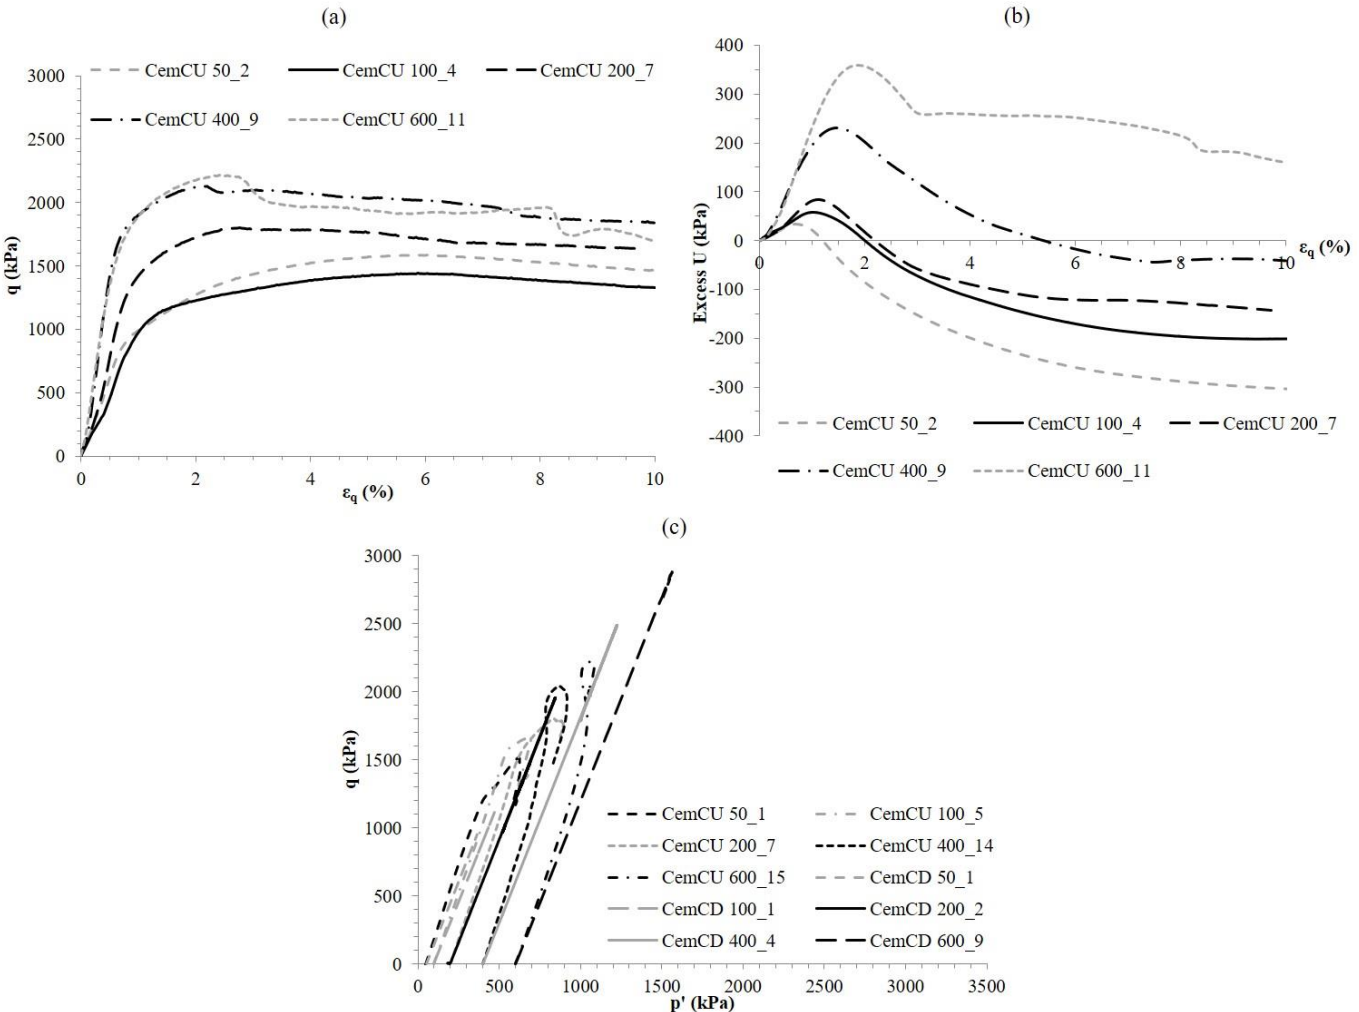 (a)
CemCU 50_2 CemCU 100_4 CemCU 200_7
CemCU 400_9 CemCU 600_11
3000
2500
2000
1500
1000
500
0
q (kPa)
0 2 4 6 8 10
εq (%)
(b)
400
300
200
100
0
-100
-200
-300
-400
Excess U (kPa)
0 2 4 6 8 10
εq (%)
CemCU 50_2 CemCU 100_4 CemCU 200_7
CemCU 400_9 CemCU 600_11
(c)
3000
2500
2000
1500
1000
500
0
q (kPa)
CemCU 50_1 CemCU 100_5
CemCU 200_7 CemCU 400_14
CemCU 600_15 CemCD 50_1
CemCD 100_1 CemCD 200_2
CemCD 400_4 CemCD 600_9
0 500 1000 1500 2000 2500 3000 3500
p' (kPa)